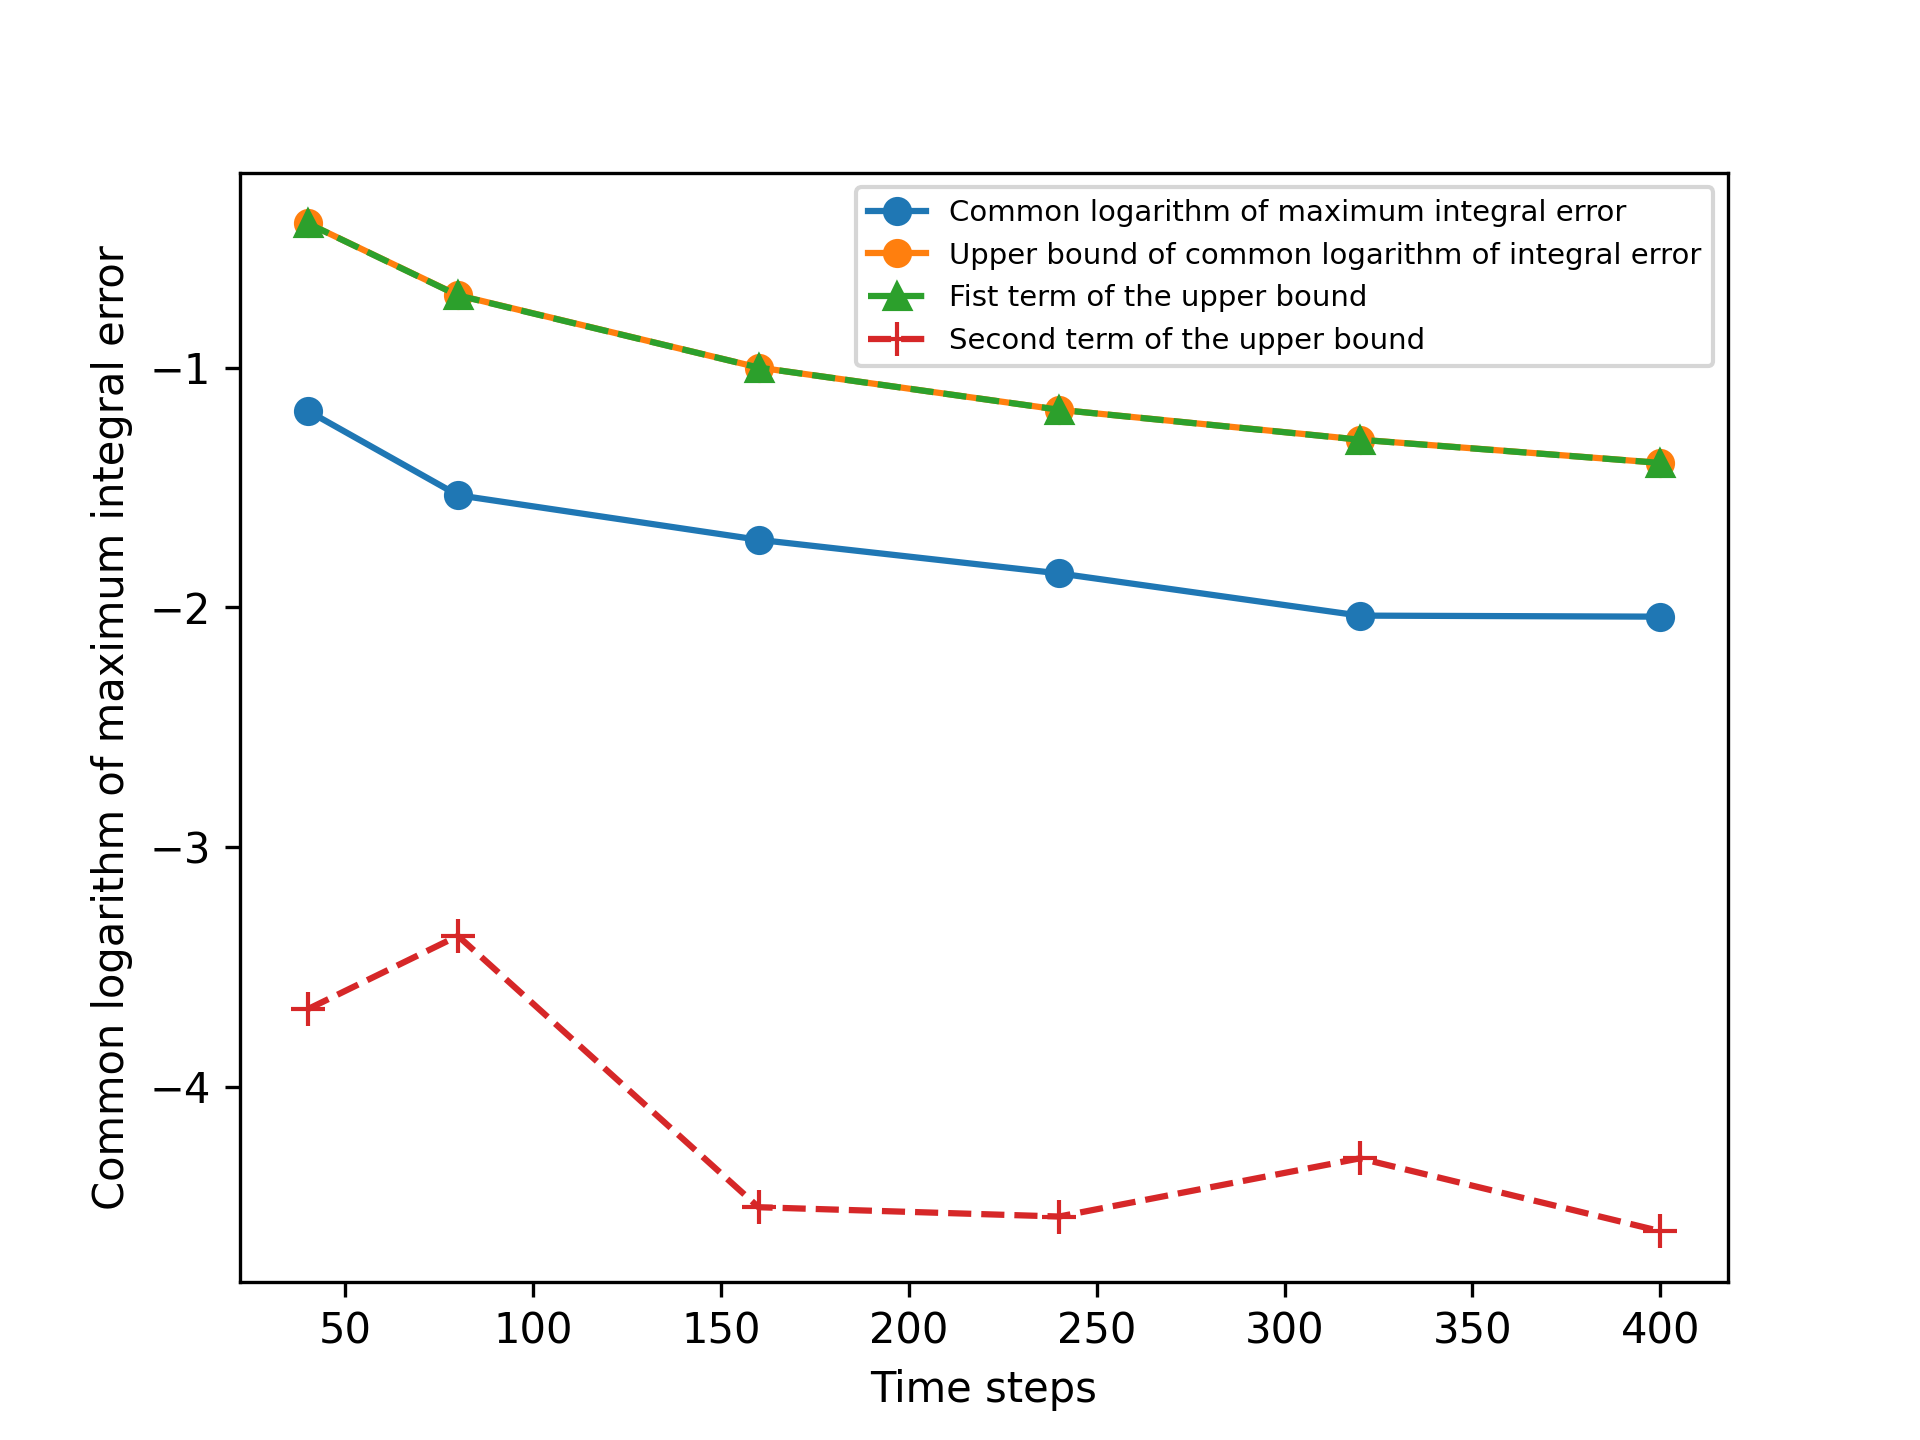 Common logarithm of maximum integral error
Upper bound of common logarithm of integral error
Fist term of the upper bound
Second term of the upper bound
Common logarithm of maximum integral error
−1
−2
−3
−4
50 100 150 200 250 300 350 400
Time steps